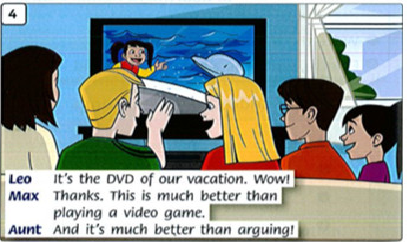 4
Leo It's the DVD of our vacation. Wow!
Max Thanks. This is much better than
playing a video game.
Aunt And it's much better than arguing!